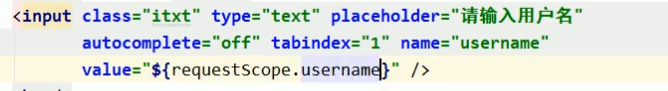 <input class="itxt" type="text" placeholder="请输入用户名"
autocomplete="off" tabindex="1" name="username"
value="${requestScope.username}" />